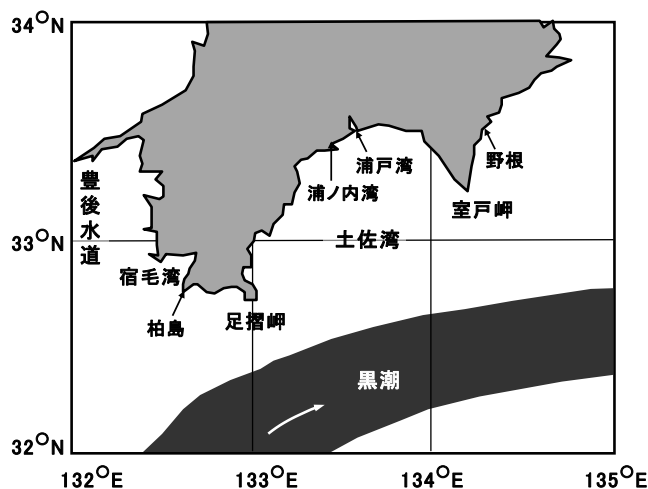 34°N
浦戸湾
野根
豊後水道
浦ノ内湾
室戸岬
33°N
土佐湾
宿毛湾
柏島
足摺岬
黒潮
32°N
132°E
133°E
134°E
135°E